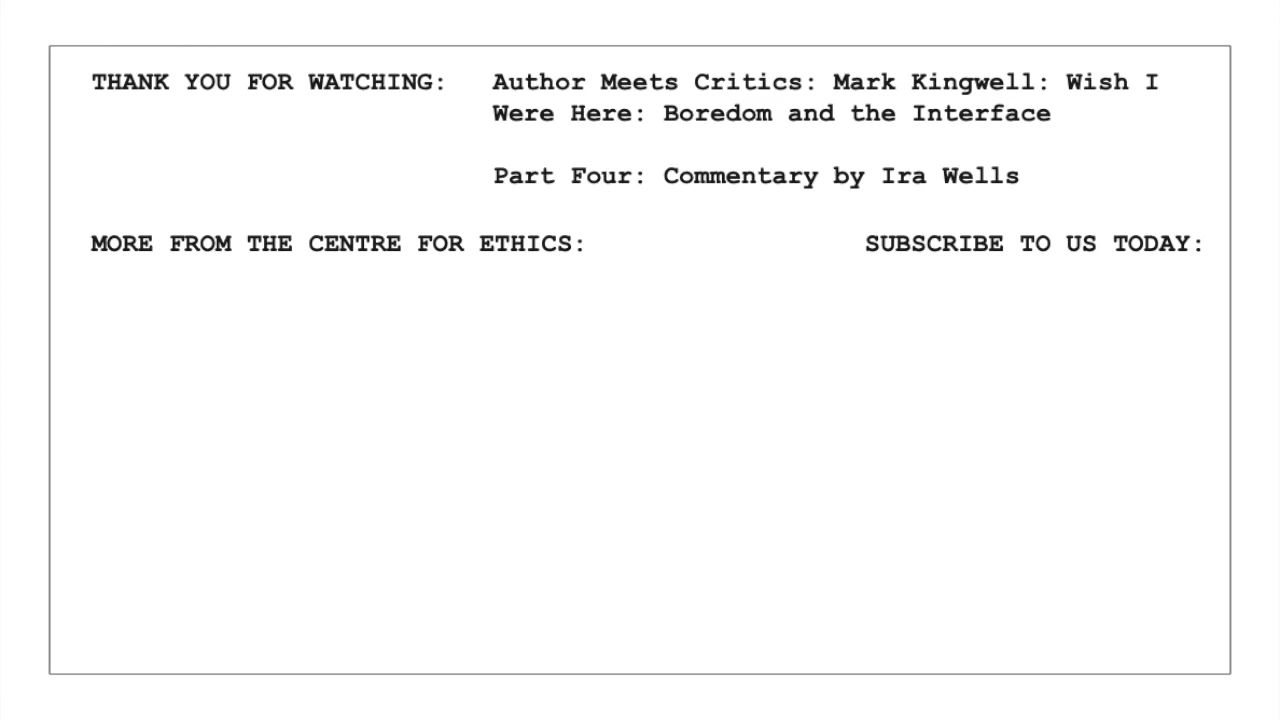 THANK YOU FOR WATCHING: Author Meets Critics: Mark Kingwell: Wish I
Were Here: Boredom and the Interface
Part Four: Commentary by Ira Wells
MORE FROM THE CENTRE FOR ETHICS: SUBSCRIBE TO US TODAY: